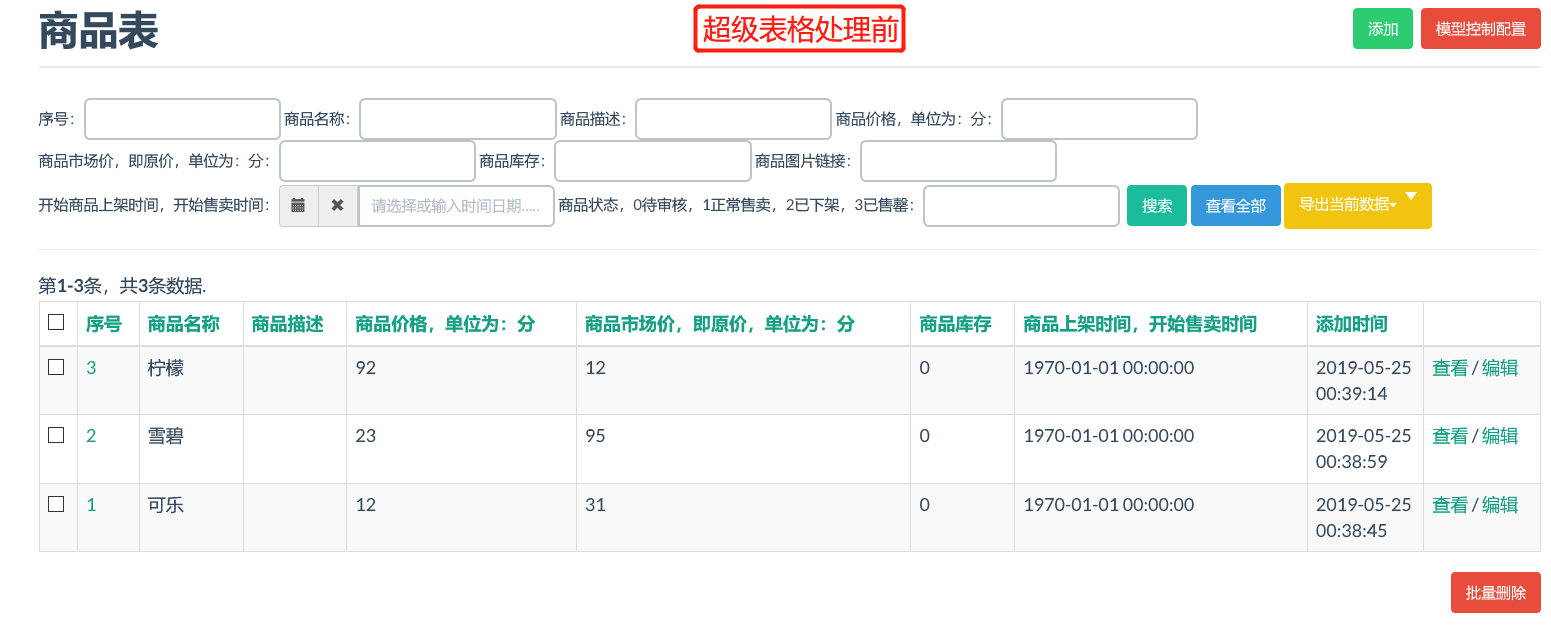 商品表
超级表格处理前
添加 模型控制配置
序号： 商品名称： 商品描述： 商品价格，单位为：分：
商品市场价，即原价，单位为：分： 商品库存： 商品图片链接：
开始商品上架时间，开始售卖时间： 请选择或输入时间日期..... 商品状态，0待审核，1正常售卖，2已下架，3已售罄： 搜索 查看全部 导出当前数据
第1-3条，共3条数据.
序号 商品名称 商品描述 商品价格，单位为：分 商品市场价，即原价，单位为：分 商品库存 商品上架时间，开始售卖时间 添加时间
3 柠檬 92 12 0 1970-01-01 00:00:00 2019-05-25 查看 / 编辑
00:39:14
2 雪碧 23 95 0 1970-01-01 00:00:00 2019-05-25 查看 / 编辑
00:38:59
1 可乐 12 31 0 1970-01-01 00:00:00 2019-05-25 查看 / 编辑
00:38:45
批量删除